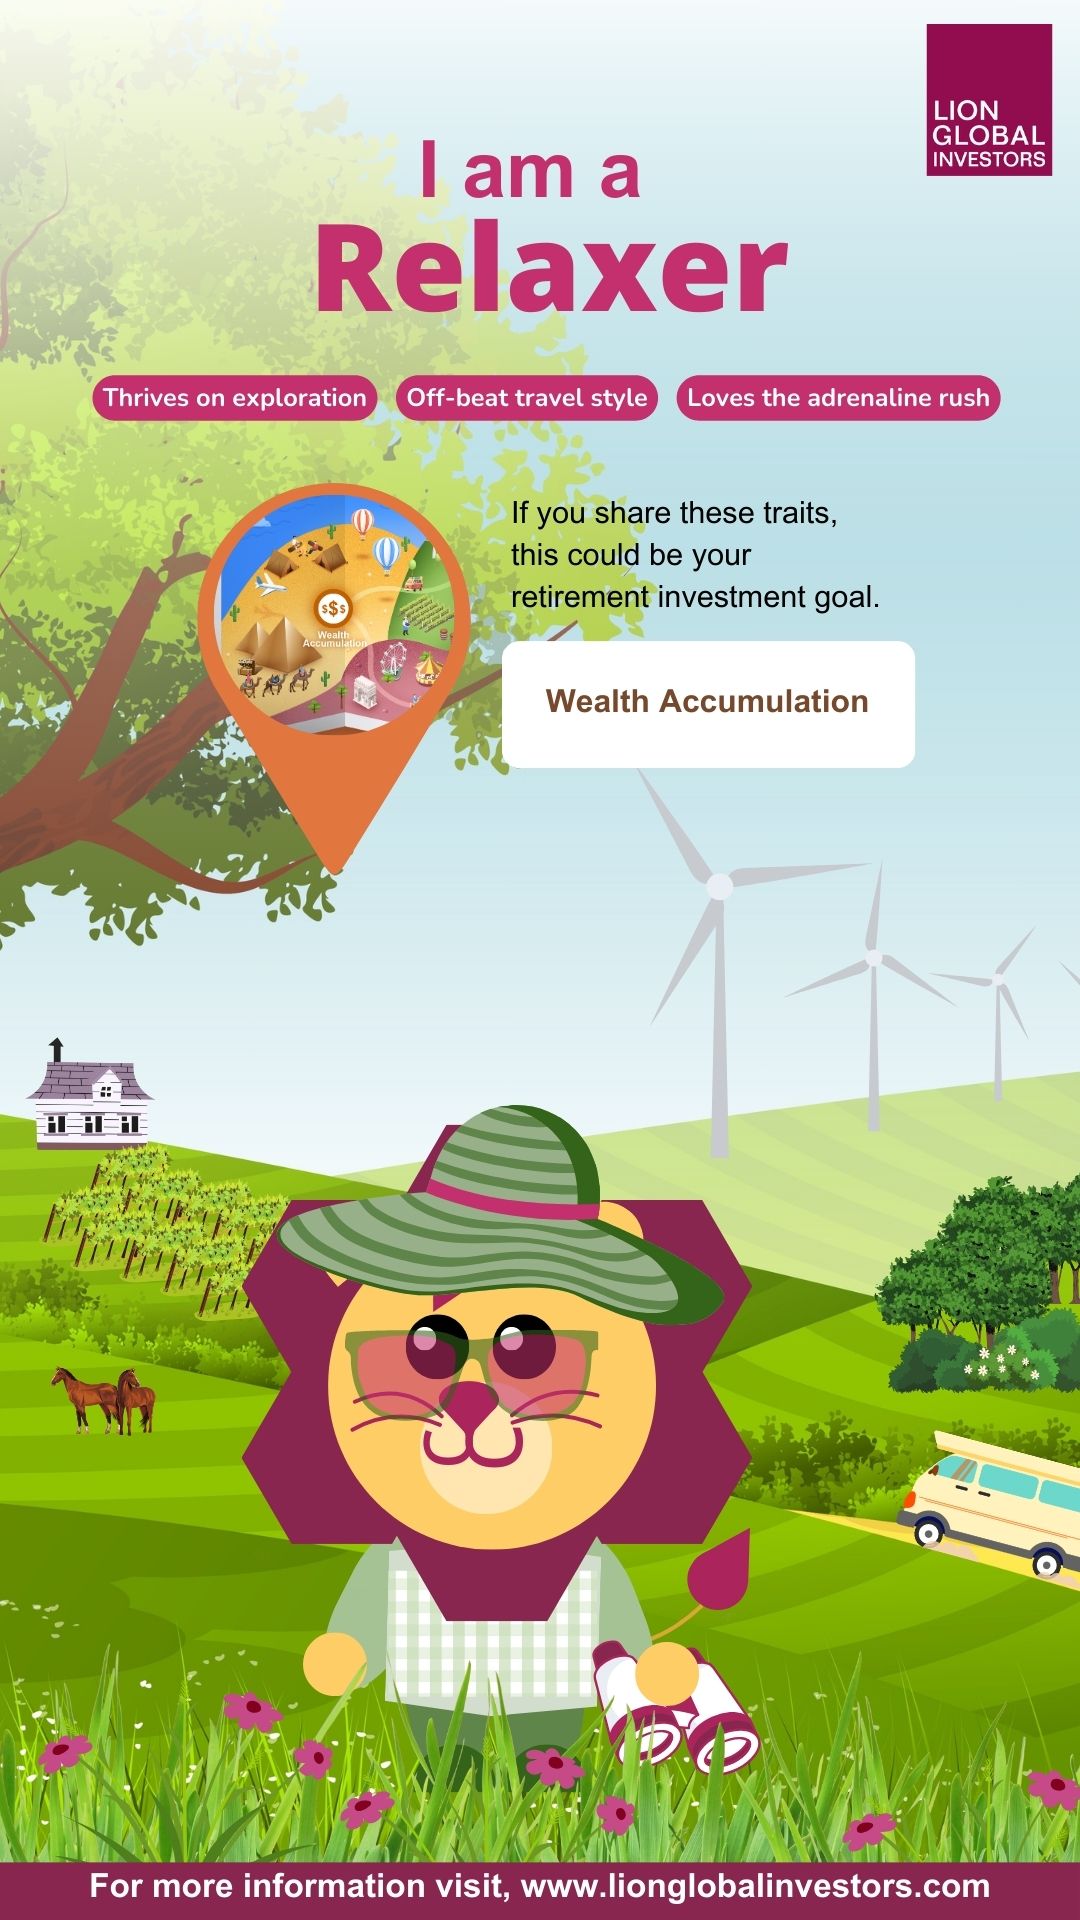 LION
GLOBAL
INVESTORS
I am a
Relaxer
Thrives on exploration
Off-beat travel style
Loves the adrenaline rush
If you share these traits,
this could be your
retirement investment goal.
$$$
Wealth
Accumulation
Wealth Accumulation
For more information visit, www.lionglobalinvestors.com